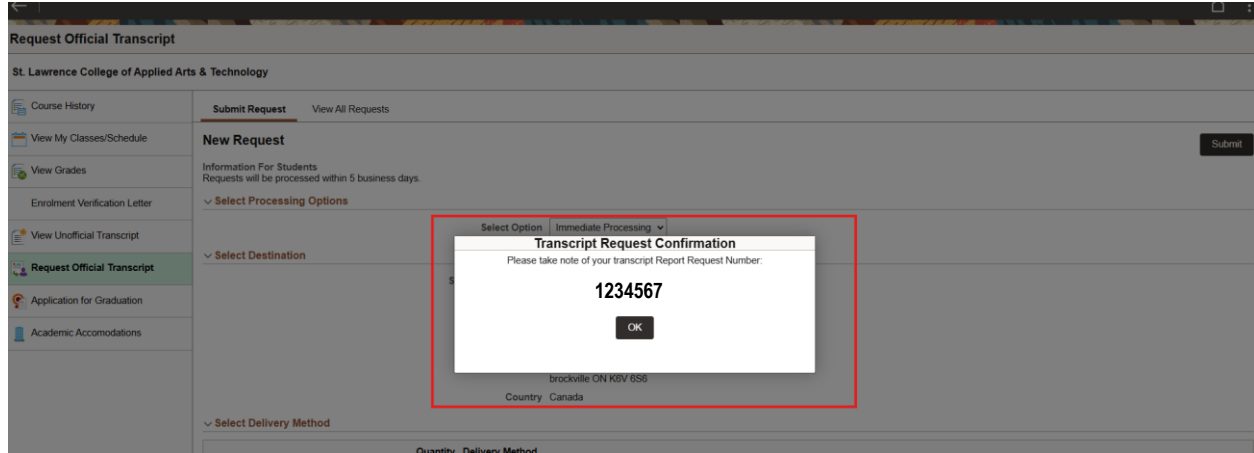 Request Official Transcript
St. Lawrence College of Applied Arts & Technology
Course History
View My Classes/Schedule
View Grades
Enrolment Verification Letter
View Unofficial Transcript
Request Official Transcript
Application for Graduation
Academic Accomodations
Submit Request View All Requests
New Request
Submit
Information For Students
Requests will be processed within 5 business days.
Select Processing Options
Select Option Immediate Processing
Select Destination
Transcript Request Confirmation
Please take note of your transcript Report Request Number:
1234567
OK
brockville ON K6V 6S6
Country Canada
Select Delivery Method
Quantity Delivery Method